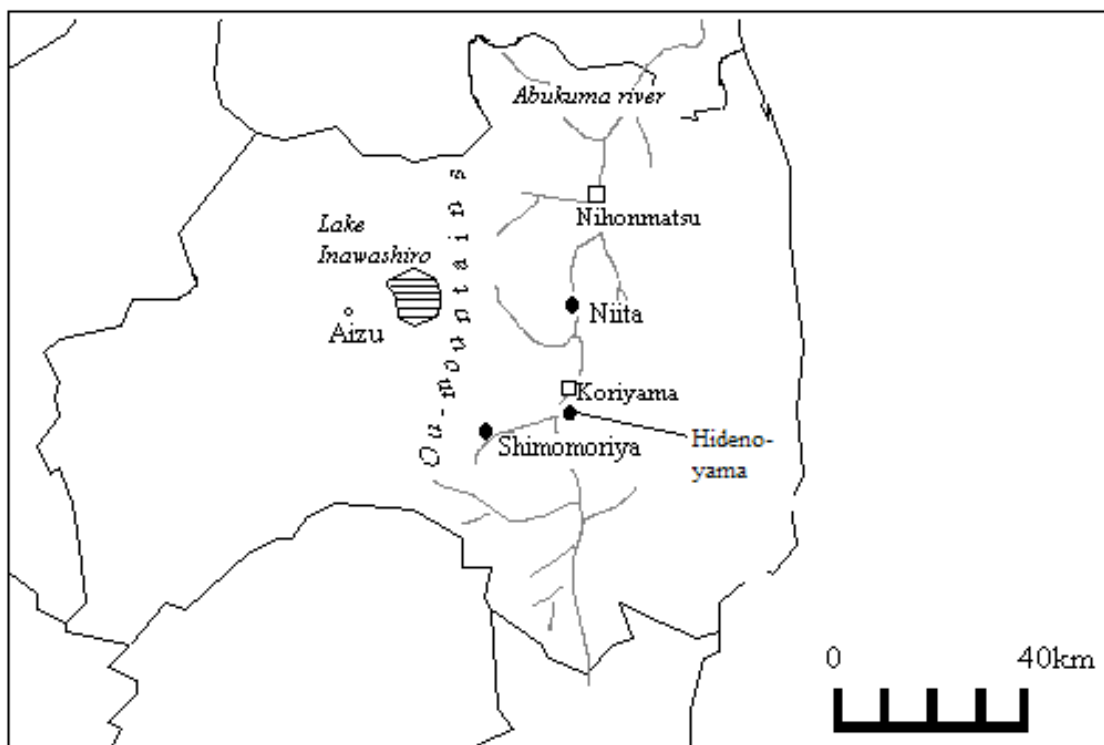 Abukuma river
Nihonmatsu
Lake
Inawashiro
Ou-mountains
Niita
Aizu
Koriyama
Shimomoriya
Hideno-
yama
0 40km